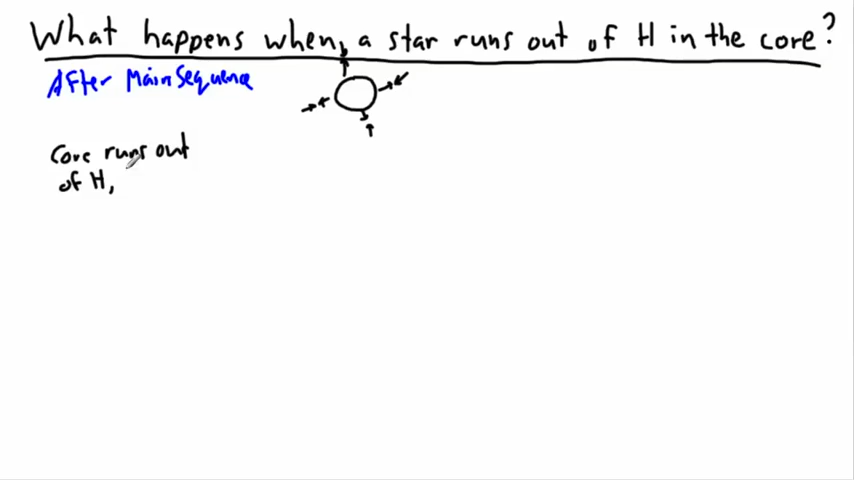 What happens when a star runs out of H in the core?
After Main Sequence
Core runs out
of H,